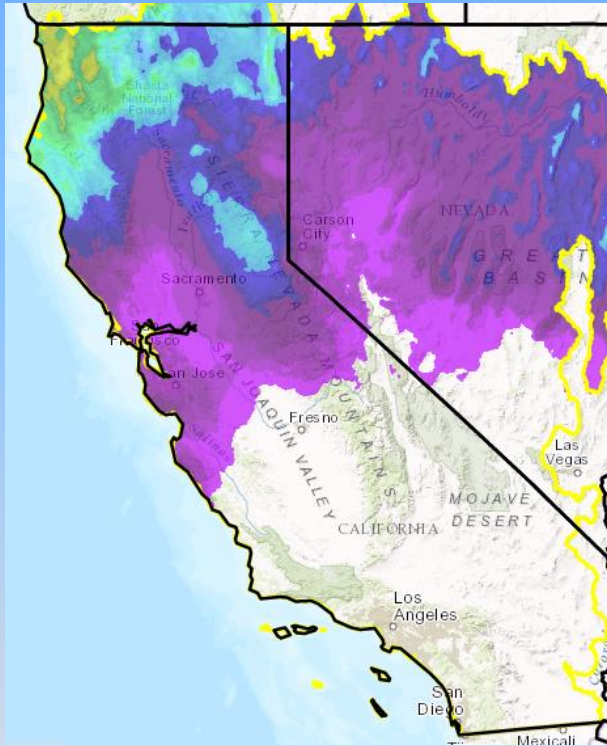 Shasta
National
Forest
Humboldt
Sacramento
SIERRA NEVADA MOUNTAINS
Carson
City
NEVADA
GREAT
BASIN
Sacramento
San
Francisco
San Jose
SAN JOAQUIN VALLEY
Salinas
Fresno
Las
Vegas
MOJAVE
DESERT
CALIFORNIA
Los
Angeles
San
Diego
Mexicali